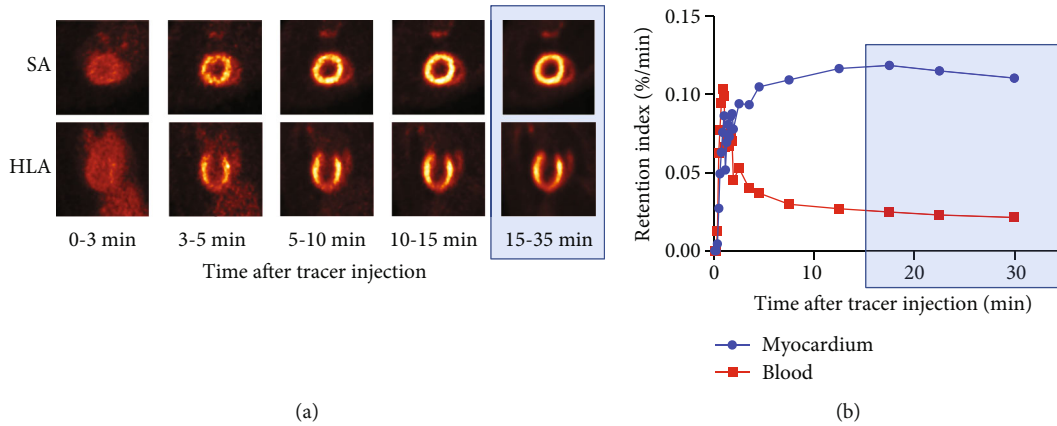 SA
HLA
0-3 min 3-5 min 5-10 min 10-15 min 15-35 min
Time after tracer injection
(a)
Retention index (%/min)
0.15
0.10
0.05
0.00
0 10 20 30
Time after tracer injection (min)
Myocardium
Blood
(b)